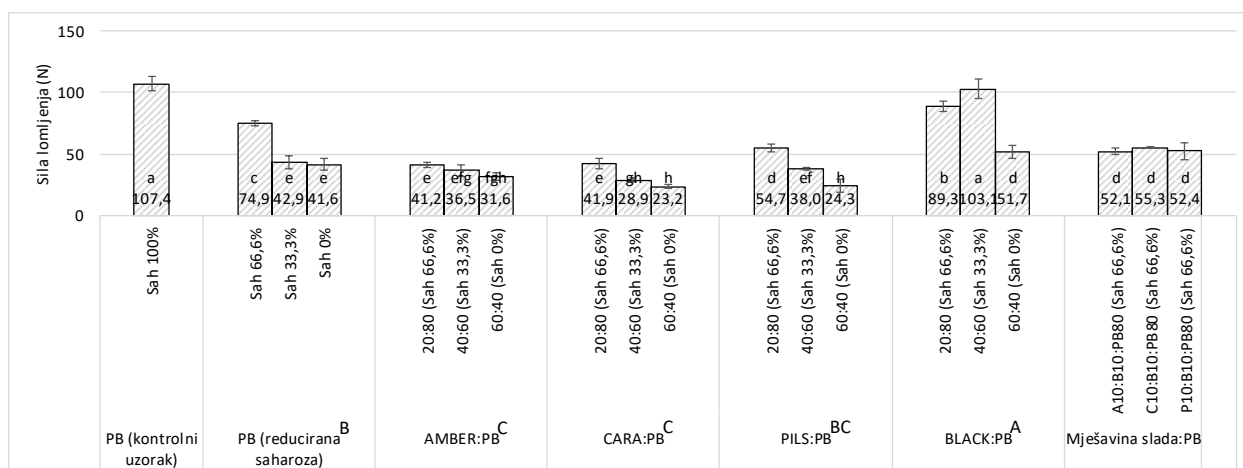 150
100
50
0
Sila lomljenja (N)
a c e e e efg fgh e gh h d ef h b a d d d d
107,4 74,9 42,9 41,6 41,2 36,5 31,6 41,9 28,9 23,2 54,7 38,0 24,3 89,3 103,1 51,7 52,1 55,3 52,4
Sah 100%
Sah 66,6%
Sah 33,3%
Sah 0%
20:80 (Sah 66,6%)
40:60 (Sah 33,3%)
60:40 (Sah 0%)
20:80 (Sah 66,6%)
40:60 (Sah 33,3%)
60:40 (Sah 0%)
20:80 (Sah 66,6%)
40:60 (Sah 33,3%)
60:40 (Sah 0%)
20:80 (Sah 66,6%)
40:60 (Sah 33,3%)
60:40 (Sah 0%)
A10:B10:PB80 (Sah 66,6%)
C10:B10:PB80 (Sah 66,6%)
P10:B10:PB80 (Sah 66,6%)
PB (kontrolni
uzorak)
PB (reducirana B
saharoza)
AMBER:PB C
CARA:PB C
PILS:PB BC
BLACK:PB A
Mješavina slada:PB